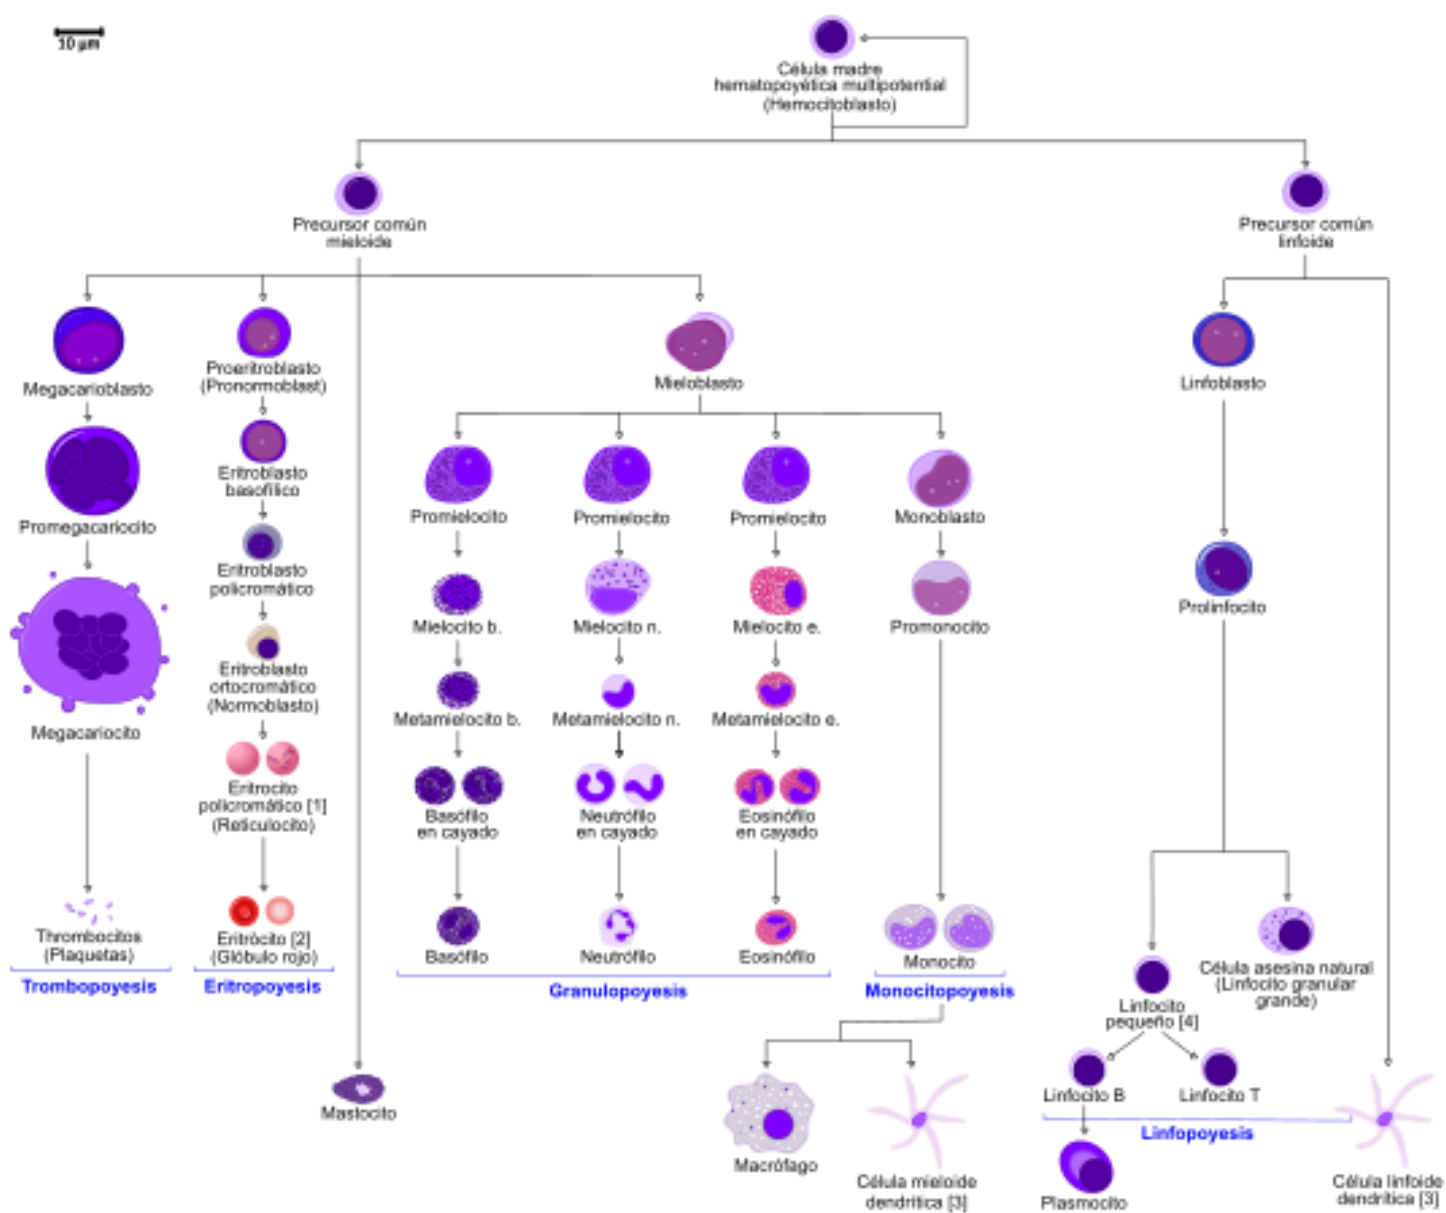 10 µm
Célula madre
hematopoyética multipotential
(Hemocitoblasto)
Precursor común
mieloide
Precursor común
linfoide
Megacarioblasto
Proeritroblasto
(Pronormoblast)
Mieloblasto
Linfoblasto
Promegacariocito
Eritroblasto
basofílico
Promielocito
Promielocito
Promielocito
Monoblasto
Eritroblasto
policromático
Mielocito b.
Mielocito n.
Mielocito e.
Promonocito
Prolinfocito
Megacariocito
Eritroblasto
ortocromático
(Normoblasto)
Metamielocito b.
Metamielocito n.
Metamielocito e.
Eritrocito
policromático [1]
(Reticulocito)
Basófilo
en cayado
Neutrófilo
en cayado
Eosinófilo
en cayado
Thrombocitos
(Plaquetas)
Eritròcito [2]
(Glóbulo rojo)
Basófilo
Neutrófilo
Eosinófilo
Monocito
Célula asesina natural
(Linfocito granular
grande)
Trombopoyesis
Eritropoyesis
Granulopoyesis
Monocitopoyesis
Linfocito
pequeño [4]
Mastocito
Linfocito B
Linfocito T
Linfopoyesis
Macrófago
Célula mieloide
dendrítica [3]
Plasmocito
Célula linfoide
dendrítica [3]